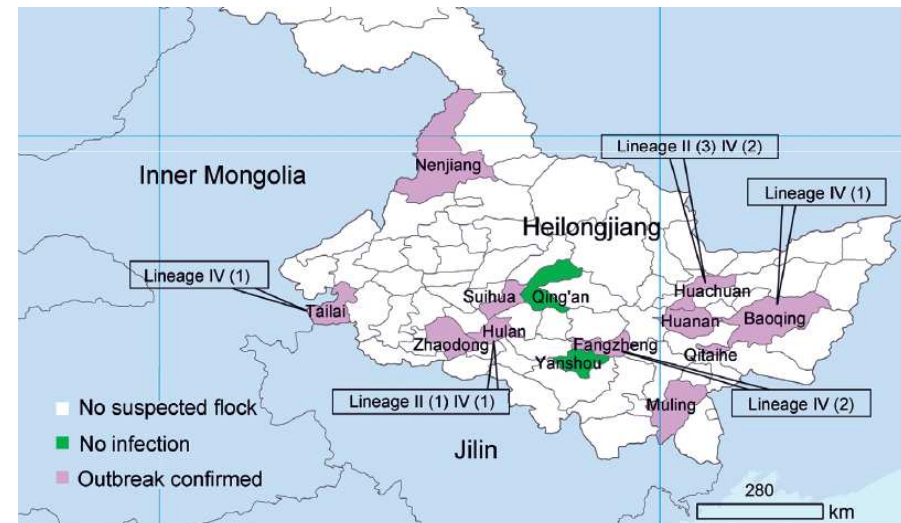 Lineage II (3) IV (2)
Nenjiang
Inner Mongolia
Lineage IV (1)
Heilongjiang
Lineage IV (1)
Huachuan
Suihua
Qing'an
Tailai
Huanan
Baoqing
Hulan
Zhaodong
Fangzheng
Qitaihe
Yanshou
Lineage II (1) IV (1)
Muling
Lineage IV (2)
No suspected flock
No infection
Jilin
Outbreak confirmed
280
km